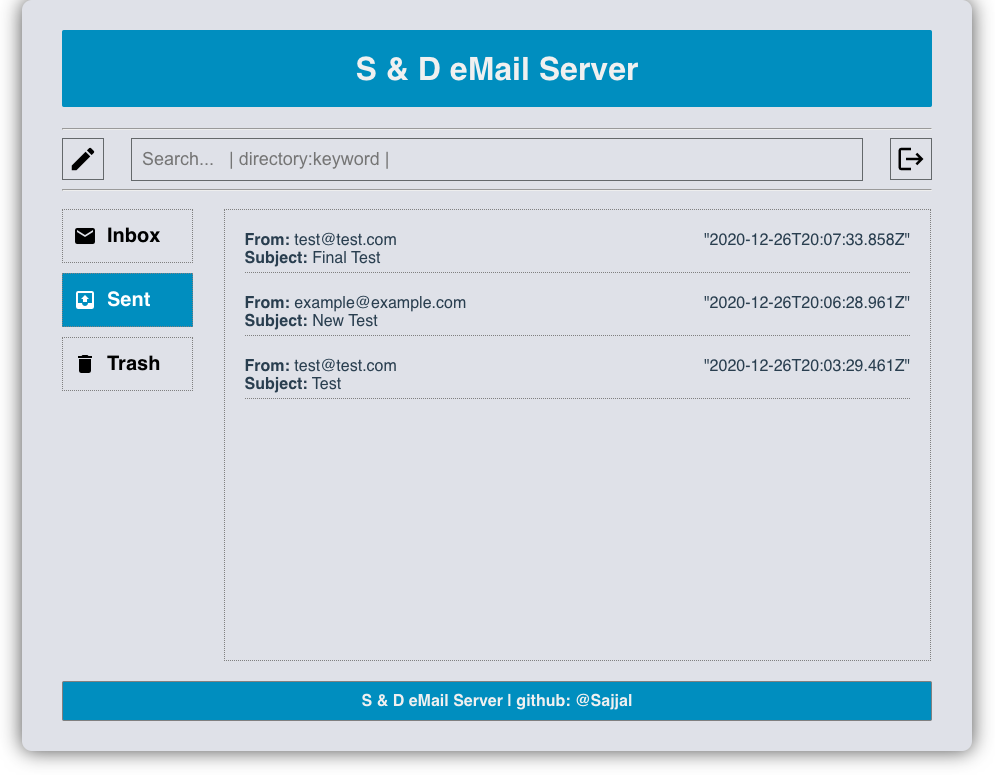 S & D eMail Server
Search...   | directory:keyword |
Inbox
Sent
Trash
From: test@test.com "2020-12-26T20:07:33.858Z"
Subject: Final Test
From: example@example.com "2020-12-26T20:06:28.961Z"
Subject: New Test
From: test@test.com "2020-12-26T20:03:29.461Z"
Subject: Test
S & D eMail Server | github: @Sajjal